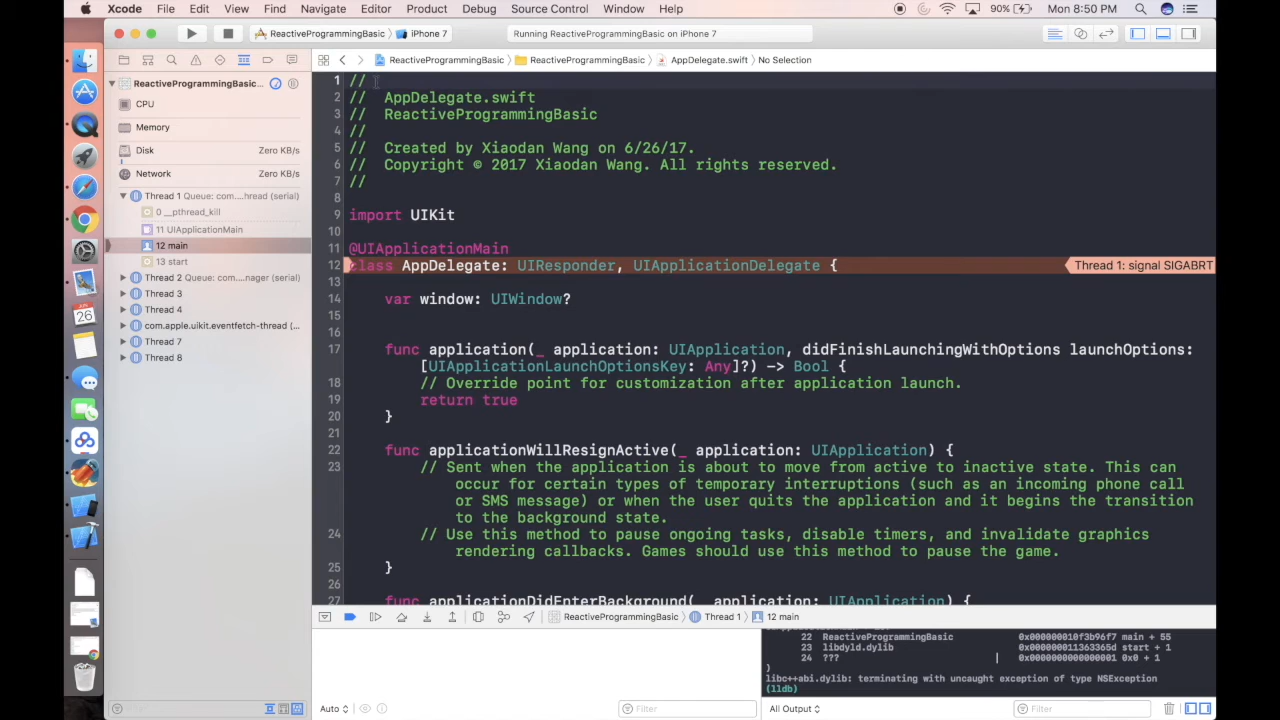 Xcode File Edit View Find Navigate Editor Product Debug Source Control Window Help 90% Mon 8:50 PM
ReactiveProgrammingBasic iPhone 7 Running ReactiveProgrammingBasic on iPhone 7
ReactiveProgrammingBasic ReactiveProgrammingBasic AppDelegate.swift No Selection
ReactiveProgrammingBasic...
CPU
Memory
Disk Zero KB/s
Network Zero KB/s
Thread 1 Queue: com....hread (serial)
0 __pthread_kill
11 UIApplicationMain
12 main
13 start
Thread 2 Queue: com....nager (serial)
Thread 3
Thread 4
com.apple.uikit.eventfetch-thread (...
Thread 7
Thread 8
JUN
26
1 //
2 // AppDelegate.swift
3 // ReactiveProgrammingBasic
4 //
5 // Created by Xiaodan Wang on 6/26/17.
6 // Copyright © 2017 Xiaodan Wang. All rights reserved.
7 //
8
9 import UIKit
10
11 @UIApplicationMain
12 class AppDelegate: UIResponder, UIApplicationDelegate { Thread 1: signal SIGABRT
13
14 var window: UIWindow?
15
16
17 func application(_ application: UIApplication, didFinishLaunchingWithOptions launchOptions:
[UIApplicationLaunchOptionsKey: Any]?) -> Bool {
18 // Override point for customization after application launch.
19 return true
20 }
21
22 func applicationWillResignActive(_ application: UIApplication) {
23 // Sent when the application is about to move from active to inactive state. This can
occur for certain types of temporary interruptions (such as an incoming phone call
or SMS message) or when the user quits the application and it begins the transition
to the background state.
24 // Use this method to pause ongoing tasks, disable timers, and invalidate graphics
rendering callbacks. Games should use this method to pause the game.
25 }
26
27 func applicationDidEnterBackground(_ application: UIApplication) {
ReactiveProgrammingBasic Thread 1 12 main
22 ReactiveProgrammingBasic 0x000000010f3b96f7 main + 55
23 libdyld.dylib 0x000000011363365d start + 1
24 ??? 0x0000000000000001 0x0 + 1
)
libc++abi.dylib: terminating with uncaught exception of type NSException
(lldb)
Auto Filter All Output Filter